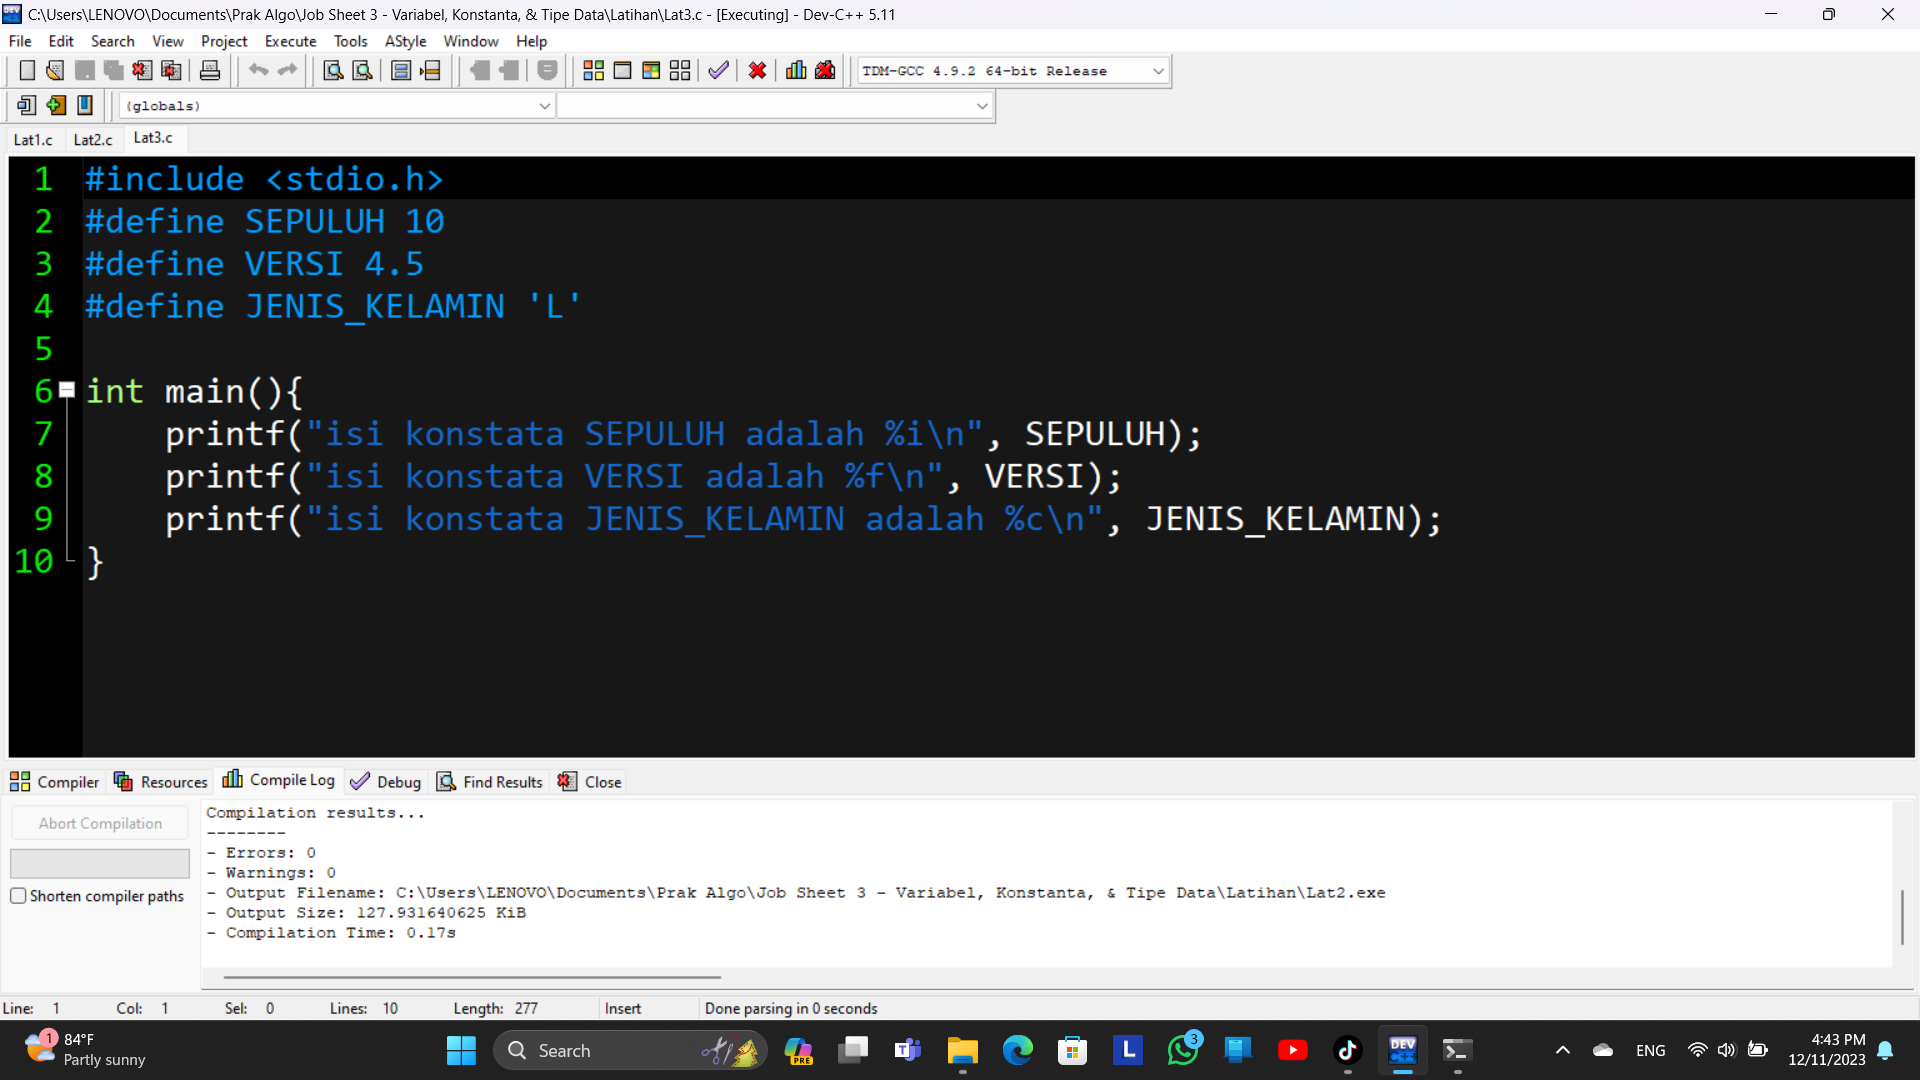 C:\Users\LENOVO\Documents\Prak Algo\Job Sheet 3 - Variabel, Konstanta, & Tipe Data\Latihan\Lat3.c - [Executing] - Dev-C++ 5.11
File Edit Search View Project Execute Tools AStyle Window Help
TDM-GCC 4.9.2 64-bit Release
(globals)
Lat1.c Lat2.c Lat3.c
1 #include <stdio.h>
2 #define SEPULUH 10
3 #define VERSI 4.5
4 #define JENIS_KELAMIN 'L'
5
6 int main(){
7 printf("isi konstata SEPULUH adalah %i\n", SEPULUH);
8 printf("isi konstata VERSI adalah %f\n", VERSI);
9 printf("isi konstata JENIS_KELAMIN adalah %c\n", JENIS_KELAMIN);
10 }
Compiler Resources Compile Log Debug Find Results Close
Abort Compilation
Shorten compiler paths
Compilation results...
--------
- Errors: 0
- Warnings: 0
- Output Filename: C:\Users\LENOVO\Documents\Prak Algo\Job Sheet 3 - Variabel, Konstanta, & Tipe Data\Latihan\Lat2.exe
- Output Size: 127.931640625 KiB
- Compilation Time: 0.17s
Line: 1 Col: 1 Sel: 0 Lines: 10 Length: 277 Insert Done parsing in 0 seconds
1
84°F
Partly sunny
Search
PRE
L
3
DEV
C++
ENG
4:43 PM
12/11/2023